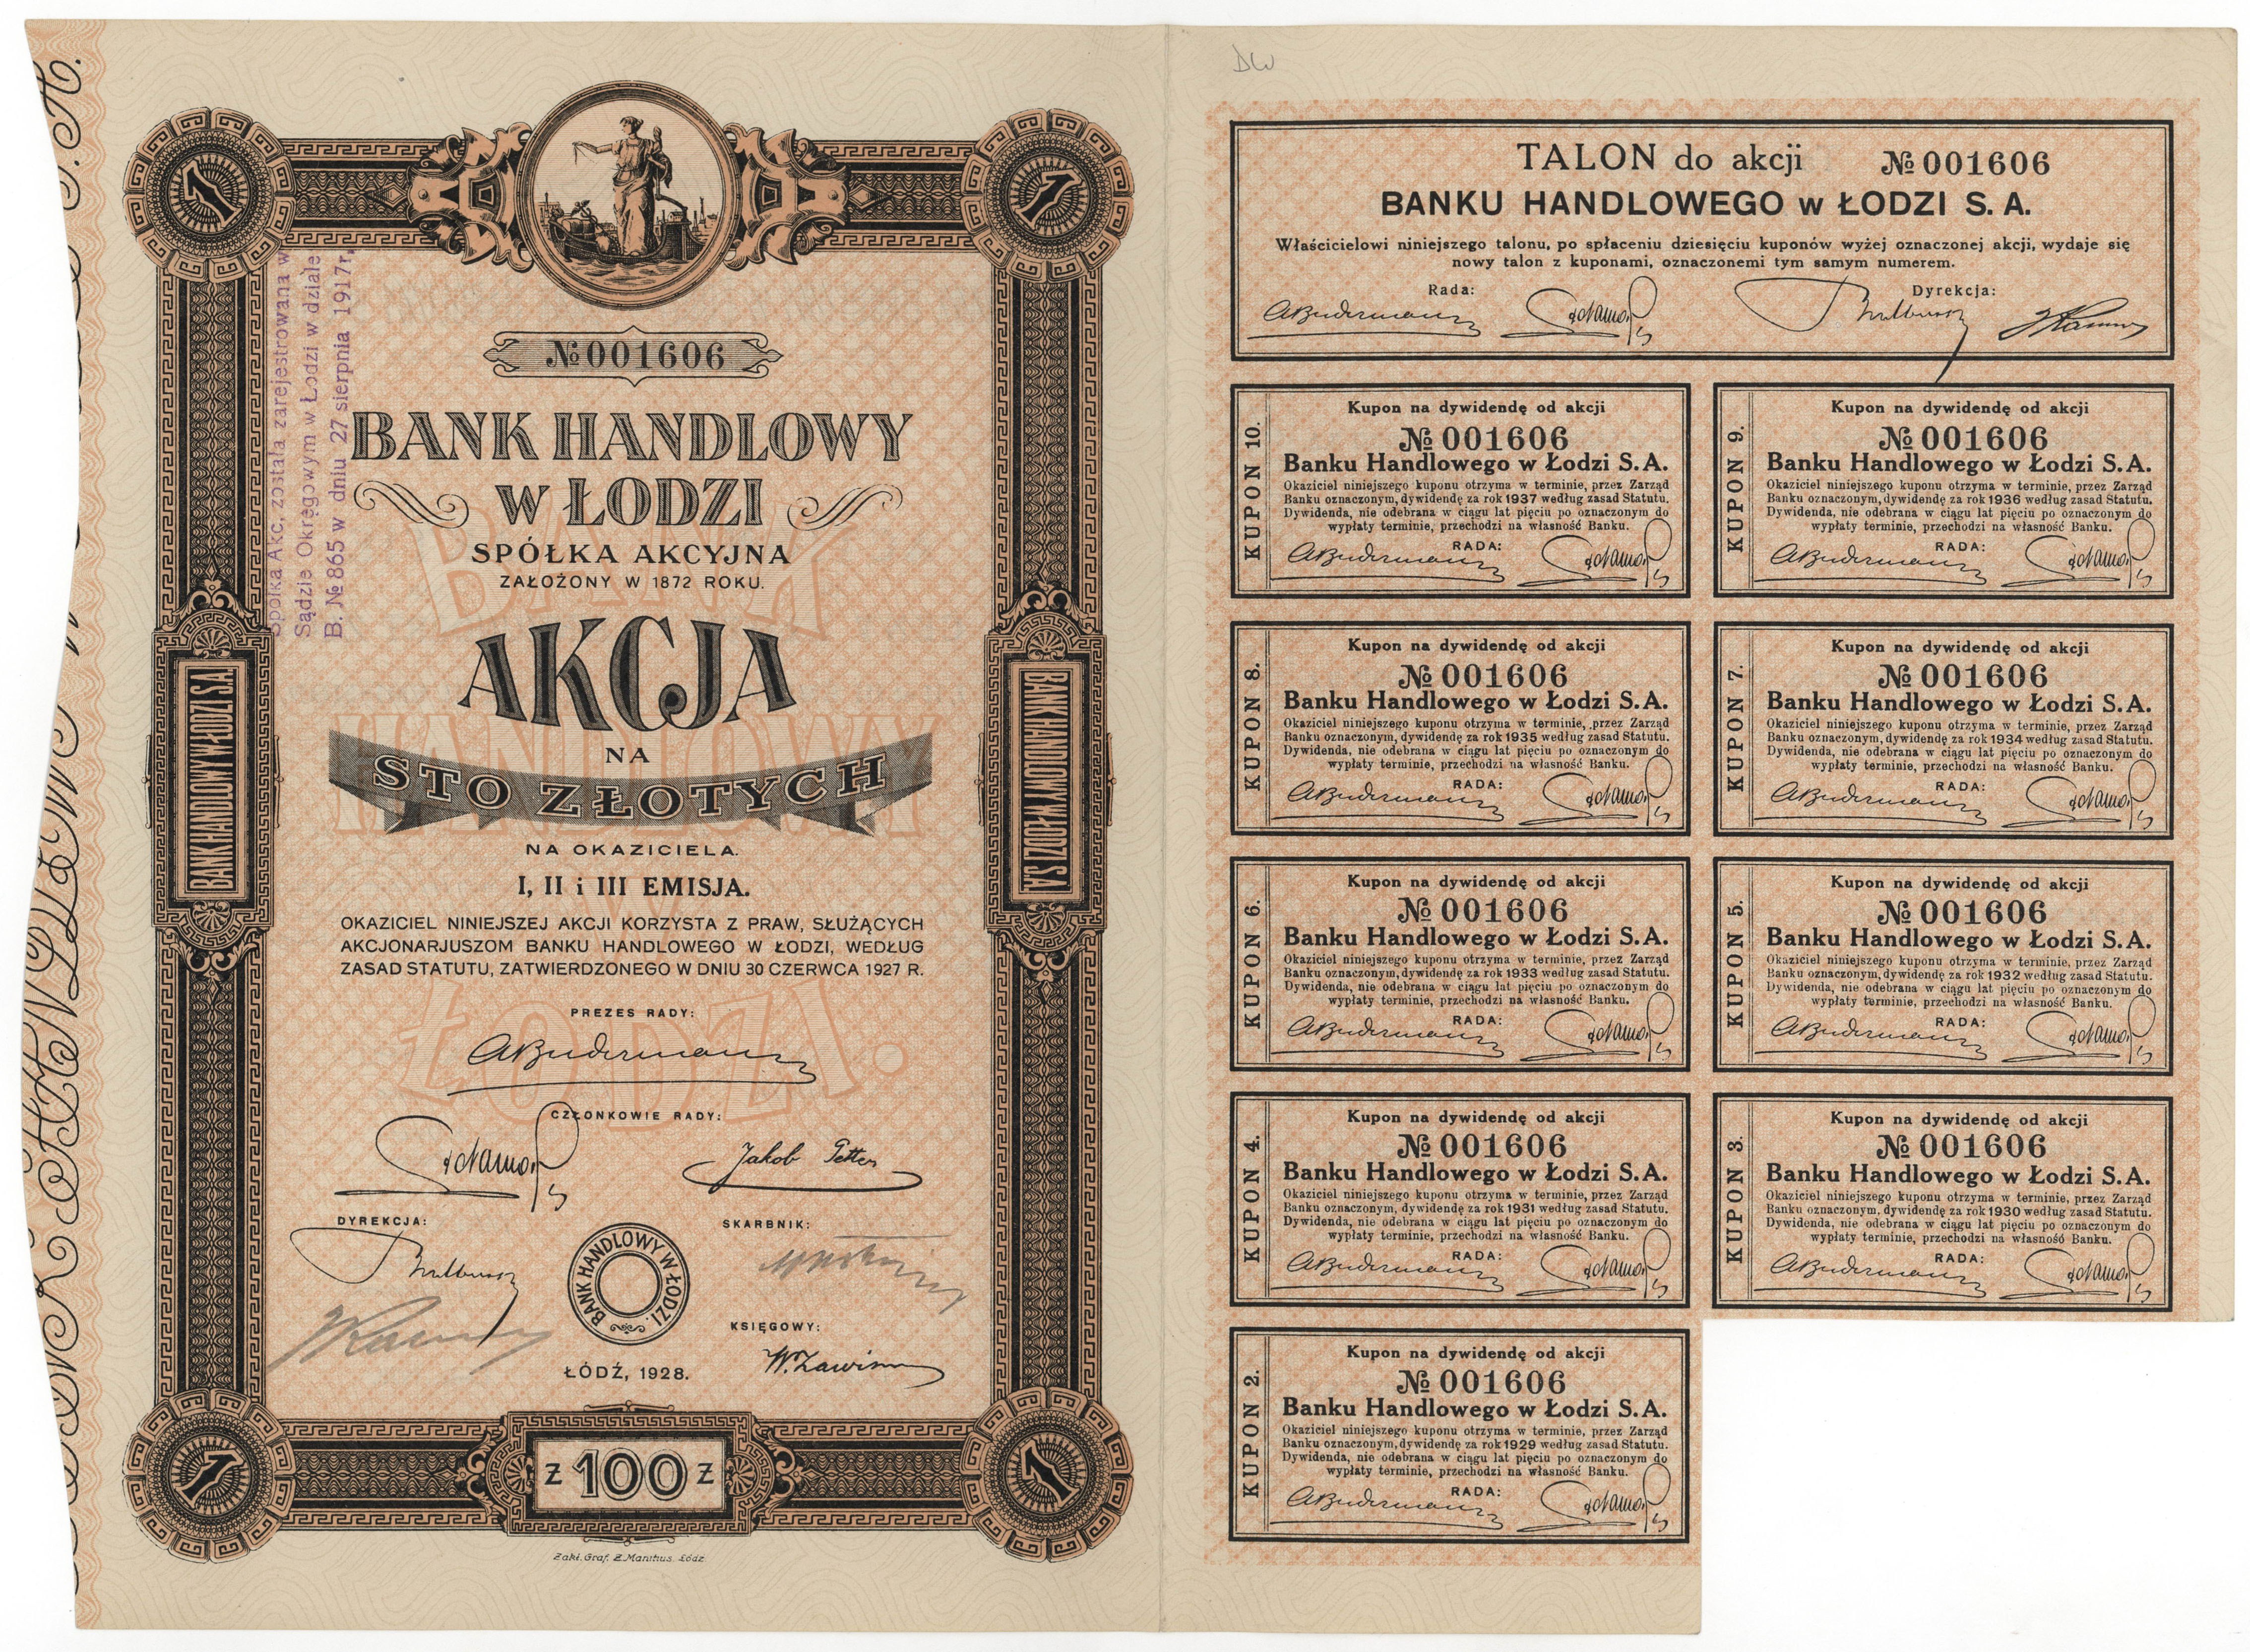 № 001606
BANK HANDLOWY
W ŁODZI
SPÓŁKA AKCYJNA
ZAŁOŻONY W 1872 ROKU.
AKCJA
NA
STO ZŁOTYCH
NA OKAZICIELA.
I, II i III EMISJA.
OKAZICIEL NINIEJSZEJ AKCJI KORZYSTA Z PRAW, SŁUŻĄCYCH
AKCJONARJUSZOM BANKU HANDLOWEGO W ŁODZI, WEDŁUG
ZASAD STATUTU, ZATWIERDZONEGO W DNIU 30 CZERWCA 1927 R.
PREZES RADY:
CZŁONKOWIE RADY:
Jakob Petters
DYREKCJA:
SKARBNIK:
BANK HANDLOWY W ŁODZI.
KSIĘGOWY:
ŁÓDŹ, 1928.
Z 100 Z
Zakł. Graf. Z. Manitius. Łódź
1
1
1
1
BANK HANDLOWY W ŁODZI S.A.
BANK HANDLOWY W ŁODZI S.A.
BANK
HANDLOWY
W
ŁODZI.
Spółka Akc. została zarejestrowana w
Sądzie Okręgowym w Łodzi w dziale
B. № 865 w dniu 27 sierpnia 1917 r.
DW
TALON do akcji № 001606
BANKU HANDLOWEGO w ŁODZI S. A.
Właścicielowi niniejszego talonu, po spłaceniu dziesięciu kuponów wyżej oznaczonej akcji, wydaje się
nowy talon z kuponami, oznaczonemi tym samym numerem.
Rada: Dyrekcja:
KUPON 10.
Kupon na dywidendę od akcji
№ 001606
Banku Handlowego w Łodzi S. A.
Okaziciel niniejszego kuponu otrzyma w terminie, przez Zarząd
Banku oznaczonym, dywidendę za rok 1937 według zasad Statutu.
Dywidenda, nie odebrana w ciągu lat pięciu po oznaczonym do
wypłaty terminie, przechodzi na własność Banku.
RADA:
KUPON 9.
Kupon na dywidendę od akcji
№ 001606
Banku Handlowego w Łodzi S. A.
Okaziciel niniejszego kuponu otrzyma w terminie, przez Zarząd
Banku oznaczonym, dywidendę za rok 1936 według zasad Statutu.
Dywidenda, nie odebrana w ciągu lat pięciu po oznaczonym do
wypłaty terminie, przechodzi na własność Banku.
RADA:
KUPON 8.
Kupon na dywidendę od akcji
№ 001606
Banku Handlowego w Łodzi S. A.
Okaziciel niniejszego kuponu otrzyma w terminie, przez Zarząd
Banku oznaczonym, dywidendę za rok 1935 według zasad Statutu.
Dywidenda, nie odebrana w ciągu lat pięciu po oznaczonym do
wypłaty terminie, przechodzi na własność Banku.
RADA:
KUPON 7.
Kupon na dywidendę od akcji
№ 001606
Banku Handlowego w Łodzi S. A.
Okaziciel niniejszego kuponu otrzyma w terminie, przez Zarząd
Banku oznaczonym, dywidendę za rok 1934 według zasad Statutu.
Dywidenda, nie odebrana w ciągu lat pięciu po oznaczonym do
wypłaty terminie, przechodzi na własność Banku.
RADA:
KUPON 6.
Kupon na dywidendę od akcji
№ 001606
Banku Handlowego w Łodzi S. A.
Okaziciel niniejszego kuponu otrzyma w terminie, przez Zarząd
Banku oznaczonym, dywidendę za rok 1933 według zasad Statutu.
Dywidenda, nie odebrana w ciągu lat pięciu po oznaczonym do
wypłaty terminie, przechodzi na własność Banku.
RADA:
KUPON 5.
Kupon na dywidendę od akcji
№ 001606
Banku Handlowego w Łodzi S. A.
Okaziciel niniejszego kuponu otrzyma w terminie, przez Zarząd
Banku oznaczonym, dywidendę za rok 1932 według zasad Statutu.
Dywidenda, nie odebrana w ciągu lat pięciu po oznaczonym do
wypłaty terminie, przechodzi na własność Banku.
RADA:
KUPON 4.
Kupon na dywidendę od akcji
№ 001606
Banku Handlowego w Łodzi S. A.
Okaziciel niniejszego kuponu otrzyma w terminie, przez Zarząd
Banku oznaczonym, dywidendę za rok 1931 według zasad Statutu.
Dywidenda, nie odebrana w ciągu lat pięciu po oznaczonym do
wypłaty terminie, przechodzi na własność Banku.
RADA:
KUPON 3.
Kupon na dywidendę od akcji
№ 001606
Banku Handlowego w Łodzi S. A.
Okaziciel niniejszego kuponu otrzyma w terminie, przez Zarząd
Banku oznaczonym, dywidendę za rok 1930 według zasad Statutu.
Dywidenda, nie odebrana w ciągu lat pięciu po oznaczonym do
wypłaty terminie, przechodzi na własność Banku.
RADA:
KUPON 2.
Kupon na dywidendę od akcji
№ 001606
Banku Handlowego w Łodzi S. A.
Okaziciel niniejszego kuponu otrzyma w terminie, przez Zarząd
Banku oznaczonym, dywidendę za rok 1929 według zasad Statutu.
Dywidenda, nie odebrana w ciągu lat pięciu po oznaczonym do
wypłaty terminie, przechodzi na własność Banku.
RADA: